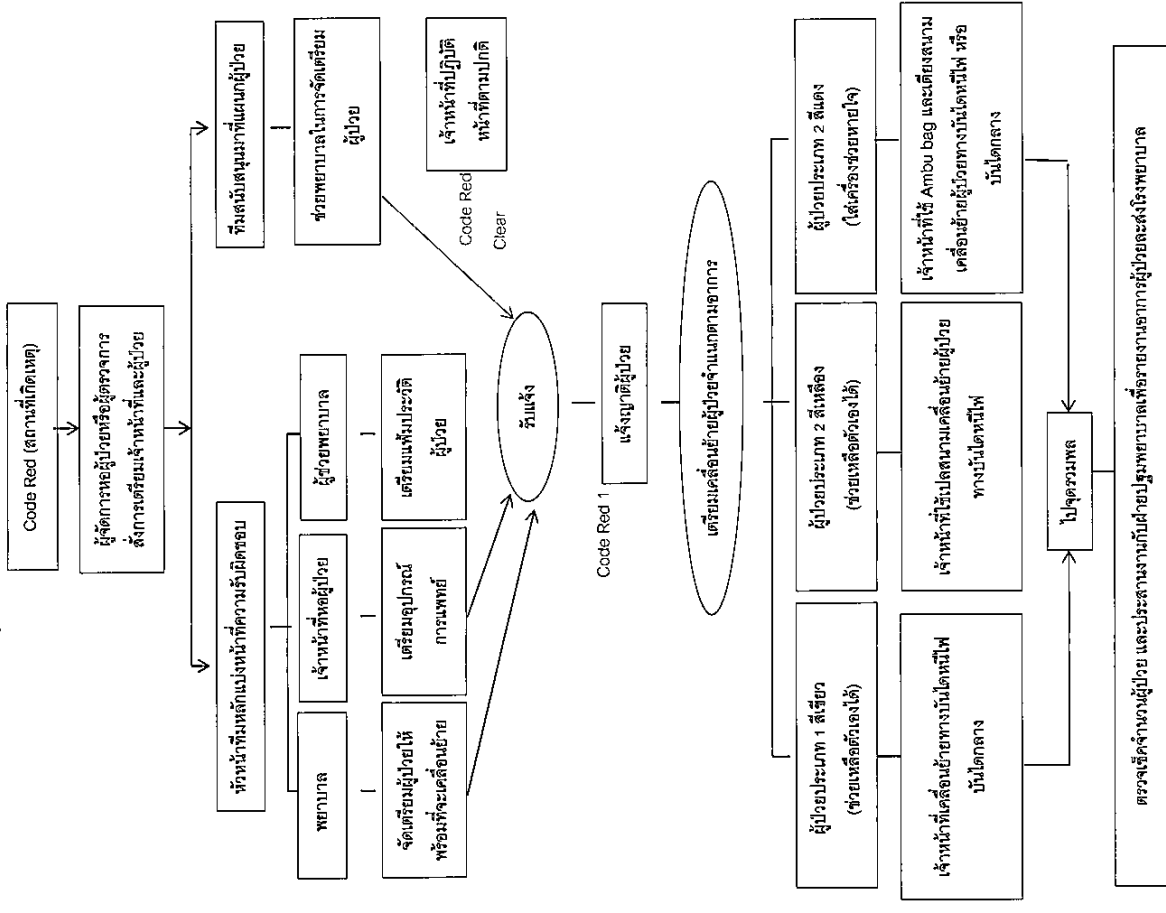 Code Red (สถานที่เกิดเหตุ)
ผู้จัดการหอผู้ป่วยหรือผู้ตรวจการ
สั่งการเตรียมเจ้าหน้าที่และผู้ป่วย
หัวหน้าทีมหลักแบ่งหน้าที่ความรับผิดชอบ
ทีมสนับสนุนมาที่แผนกผู้ป่วย
พยาบาล
เจ้าหน้าที่หอผู้ป่วย
ผู้ช่วยพยาบาล
ช่วยพยาบาลในการจัดเตรียม
ผู้ป่วย
จัดเตรียมผู้ป่วยให้
พร้อมที่จะเคลื่อนย้าย
เตรียมอุปกรณ์
การแพทย์
เตรียมแฟ้มประวัติ
ผู้ป่วย
เจ้าหน้าที่ปฏิบัติ
หน้าที่ตามปกติ
Code Red
Clear
รับแจ้ง
Code Red 1
แจ้งญาติผู้ป่วย
เตรียมเคลื่อนย้ายผู้ป่วยจำแนกตามอาการ
ผู้ป่วยประเภท 1 สีเขียว
(ช่วยเหลือตัวเองได้)
ผู้ป่วยประเภท 2 สีเหลือง
(ช่วยเหลือตัวเองได้)
ผู้ป่วยประเภท 2 สีแดง
(ใส่เครื่องช่วยหายใจ)
เจ้าหน้าที่เคลื่อนย้ายทางบันไดหนีไฟ
บันไดกลาง
เจ้าหน้าที่ใช้เปลสนามเคลื่อนย้ายผู้ป่วย
ทางบันไดหนีไฟ
เจ้าหน้าที่ใช้ Ambu bag และเตียงสนาม
เคลื่อนย้ายผู้ป่วยทางบันไดหนีไฟ หรือ
บันไดกลาง
ไปจุดรวมพล
ตรวจเช็คจำนวนผู้ป่วย และประสานงานกับฝ่ายปฐมพยาบาลเพื่อรายงานอาการผู้ป่วยละส่งโรงพยาบาล